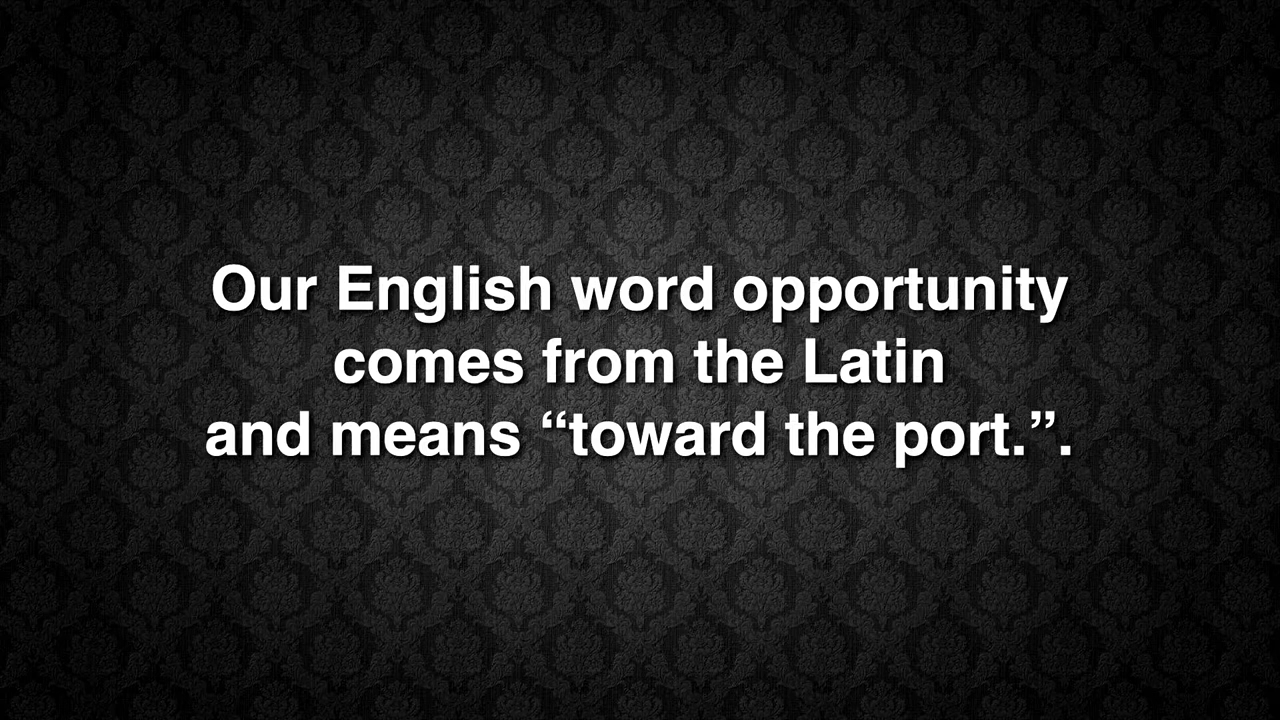 Our English word opportunity
comes from the Latin
and means “toward the port.”.